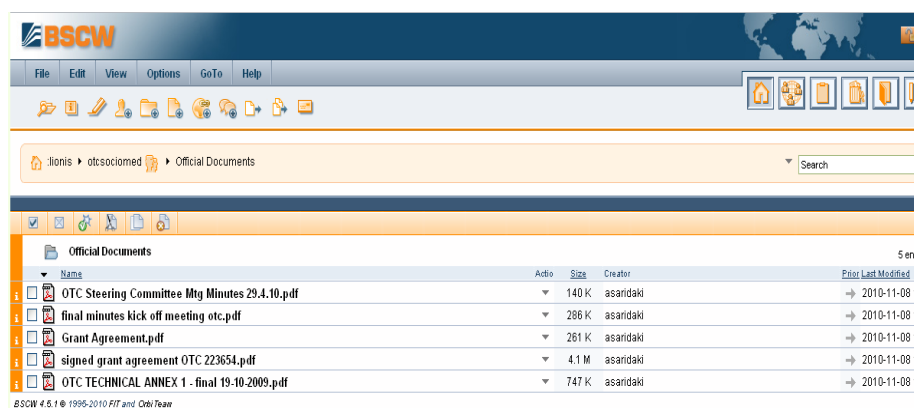 BSCW
File Edit View Options GoTo Help
:lionis otcsociomed Official Documents
Search
Official Documents
5 en
Name Actio Size Creator Prior Last Modified
OTC Steering Committee Mtg Minutes 29.4.10.pdf 140 K asaridaki 2010-11-08
final minutes kick off meeting otc.pdf 286 K asaridaki 2010-11-08
Grant Agreement.pdf 261 K asaridaki 2010-11-08
signed grant agreement OTC 223654.pdf 4.1 M asaridaki 2010-11-08
OTC TECHNICAL ANNEX 1 - final 19-10-2009.pdf 747 K asaridaki 2010-11-08
BSCW 4.5.1 © 1995-2010 FIT and OrbiTeam